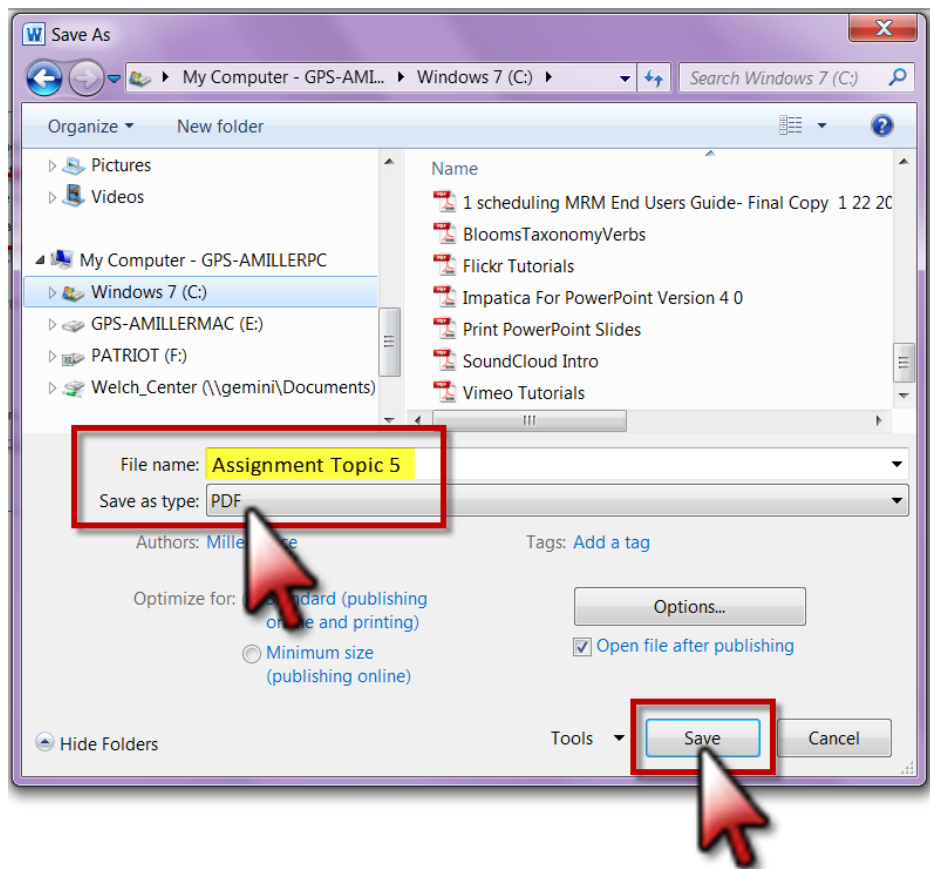 W Save As
My Computer - GPS-AMI... Windows 7 (C:) Search Windows 7 (C:)
Organize New folder
Pictures
Videos
My Computer - GPS-AMILLERPC
Windows 7 (C:)
GPS-AMILLERMAC (E:)
PATRIOT (F:)
Welch_Center (\\gemini\Documents)
Name
1 scheduling MRM End Users Guide- Final Copy 1 22 20
BloomsTaxonomyVerbs
Flickr Tutorials
Impatica For PowerPoint Version 4 0
Print PowerPoint Slides
SoundCloud Intro
Vimeo Tutorials
File name: Assignment Topic 5
Save as type: PDF
Authors: Mille Tags: Add a tag
Optimize for: (publishing
and printing)
Minimum size
(publishing online)
Options...
Open file after publishing
Hide Folders Tools Save Cancel